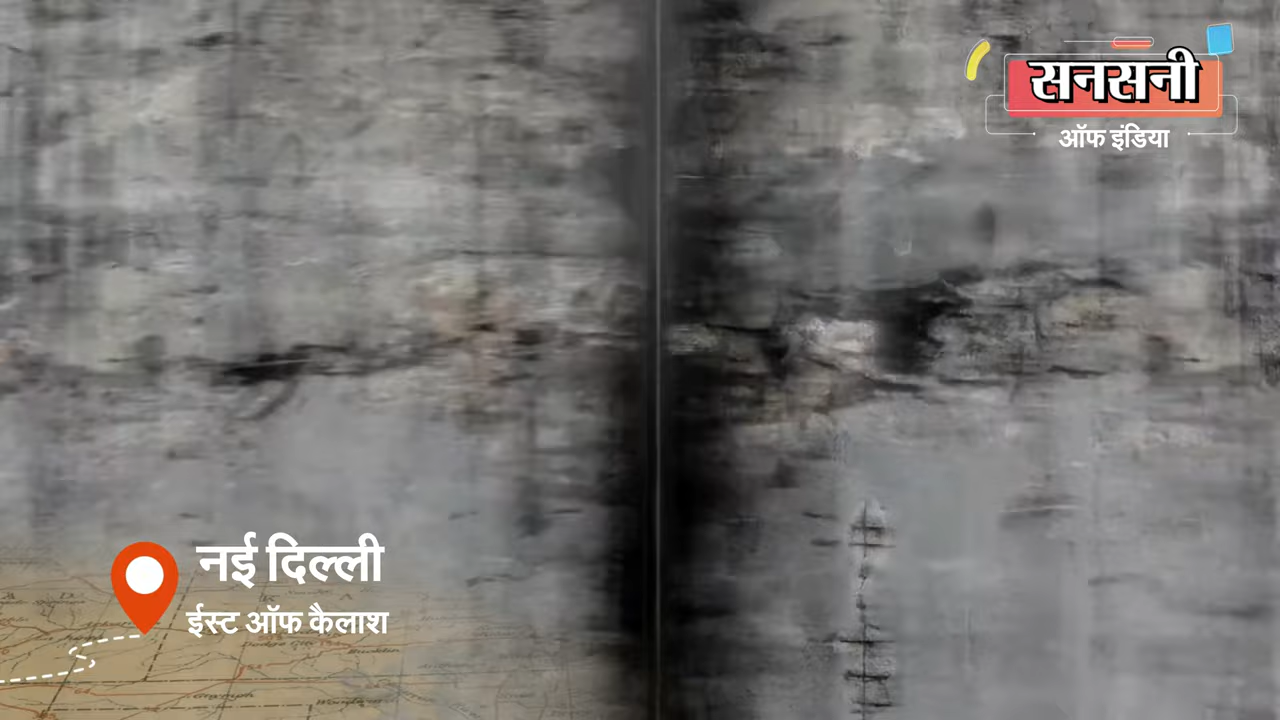 सनसनी
ऑफ इंडिया
नई दिल्ली
ईस्ट ऑफ कैलाश